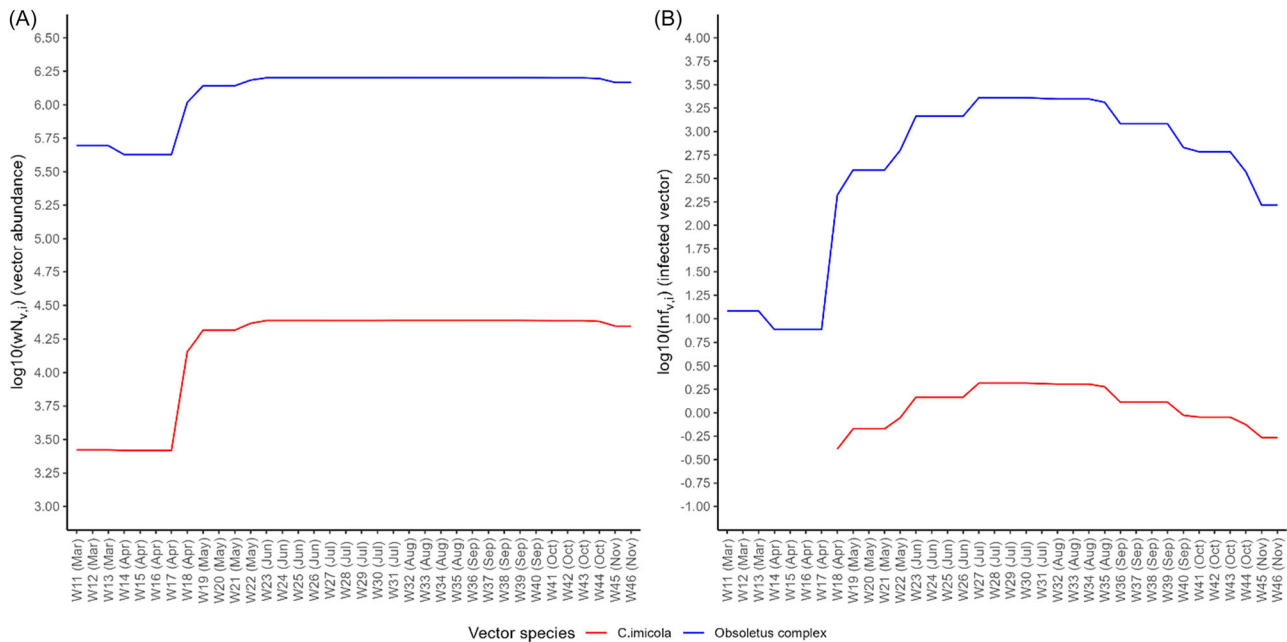 (A)
log10(wN_v,i) (vector abundance)
6.50
6.25
6.00
5.75
5.50
5.25
5.00
4.75
4.50
4.25
4.00
3.75
3.50
3.25
3.00
W11 (Mar)
W12 (Mar)
W13 (Mar)
W14 (Apr)
W15 (Apr)
W16 (Apr)
W17 (Apr)
W18 (Apr)
W19 (May)
W20 (May)
W21 (May)
W22 (May)
W23 (Jun)
W24 (Jun)
W25 (Jun)
W26 (Jun)
W27 (Jul)
W28 (Jul)
W29 (Jul)
W30 (Jul)
W31 (Jul)
W32 (Aug)
W33 (Aug)
W34 (Aug)
W35 (Aug)
W36 (Sep)
W37 (Sep)
W38 (Sep)
W39 (Sep)
W40 (Sep)
W41 (Oct)
W42 (Oct)
W43 (Oct)
W44 (Oct)
W45 (Nov)
W46 (Nov)
(B)
log10(Inf_v,i) (infected vector)
4.00
3.75
3.50
3.25
3.00
2.75
2.50
2.25
2.00
1.75
1.50
1.25
1.00
0.75
0.50
0.25
0.00
-0.25
-0.50
-0.75
-1.00
W11 (Mar)
W12 (Mar)
W13 (Mar)
W14 (Apr)
W15 (Apr)
W16 (Apr)
W17 (Apr)
W18 (Apr)
W19 (May)
W20 (May)
W21 (May)
W22 (May)
W23 (Jun)
W24 (Jun)
W25 (Jun)
W26 (Jun)
W27 (Jul)
W28 (Jul)
W29 (Jul)
W30 (Jul)
W31 (Jul)
W32 (Aug)
W33 (Aug)
W34 (Aug)
W35 (Aug)
W36 (Sep)
W37 (Sep)
W38 (Sep)
W39 (Sep)
W40 (Sep)
W41 (Oct)
W42 (Oct)
W43 (Oct)
W44 (Oct)
W45 (Nov)
W46 (Nov)
Vector species C.imicola Obsoletus complex